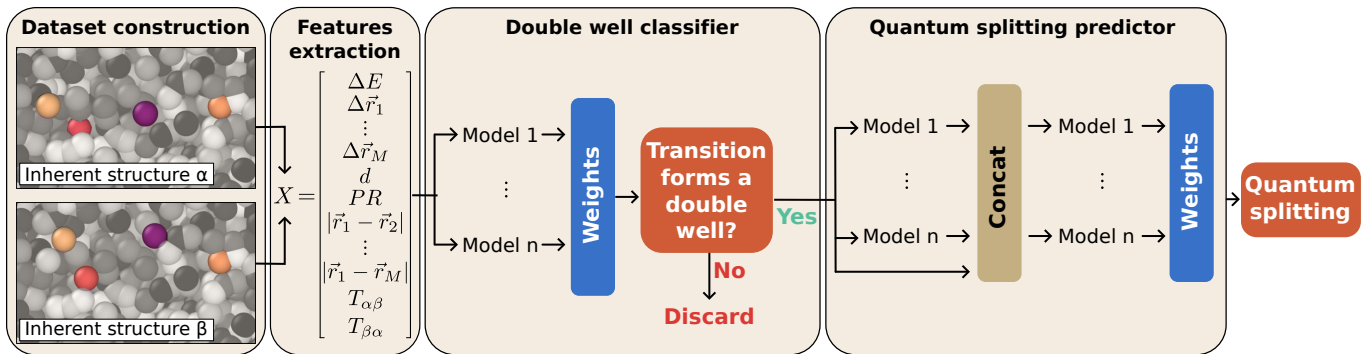 Dataset construction
Inherent structure α
Inherent structure β
Features
extraction
X =
ΔE
Δr⃗₁
⋮
Δr⃗_M
d
PR
|r⃗₁ − r⃗₂|
⋮
|r⃗₁ − r⃗_M|
T_αβ
T_βα
Double well classifier
Model 1
⋮
Model n
Weights
Transition
forms a
double
well?
Yes
No
Discard
Quantum splitting predictor
Model 1
⋮
Model n
Concat
Model 1
⋮
Model n
Weights
Quantum
splitting